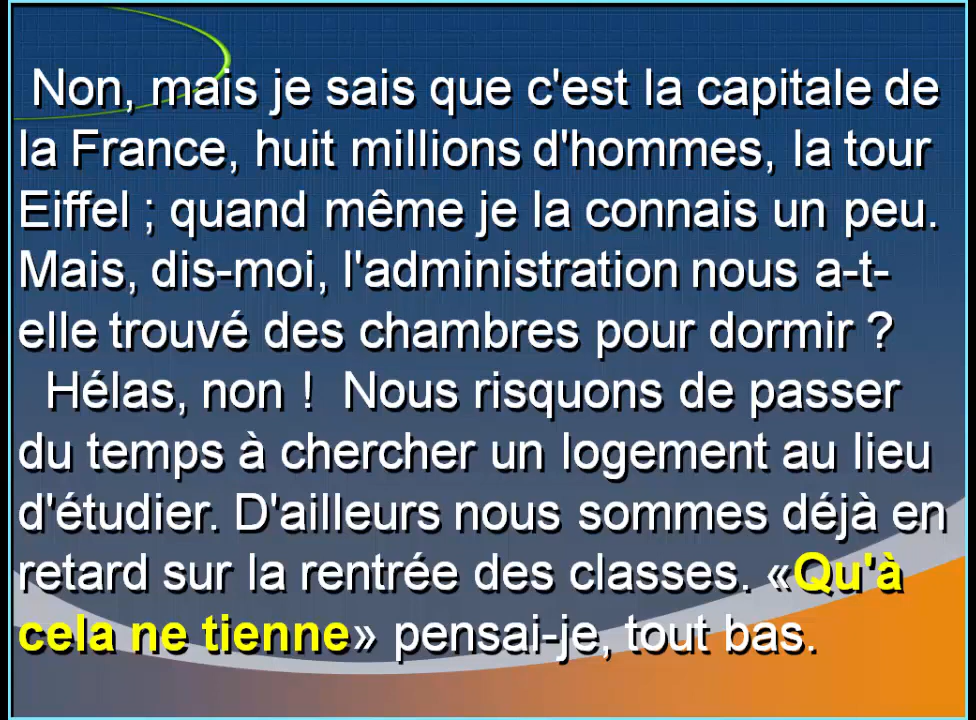 Non, mais je sais que c'est la capitale de
la France, huit millions d'hommes, la tour
Eiffel ; quand même je la connais un peu.
Mais, dis-moi, l'administration nous a-t-
elle trouvé des chambres pour dormir ?
Hélas, non ! Nous risquons de passer
du temps à chercher un logement au lieu
d'étudier. D'ailleurs nous sommes déjà en
retard sur la rentrée des classes. «Qu'à
cela ne tienne» pensai-je, tout bas.